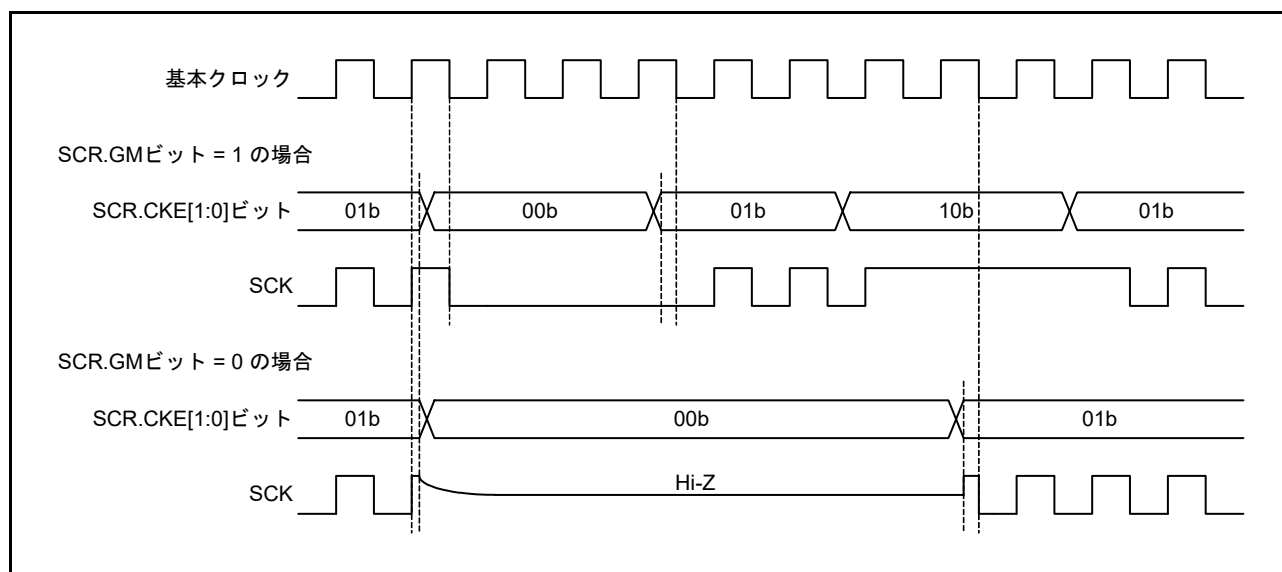 基本クロック
SCR.GMビット = 1 の場合
SCR.CKE[1:0]ビット 01b 00b 01b 10b 01b
SCK
SCR.GMビット = 0 の場合
SCR.CKE[1:0]ビット 01b 00b 01b
SCK Hi-Z